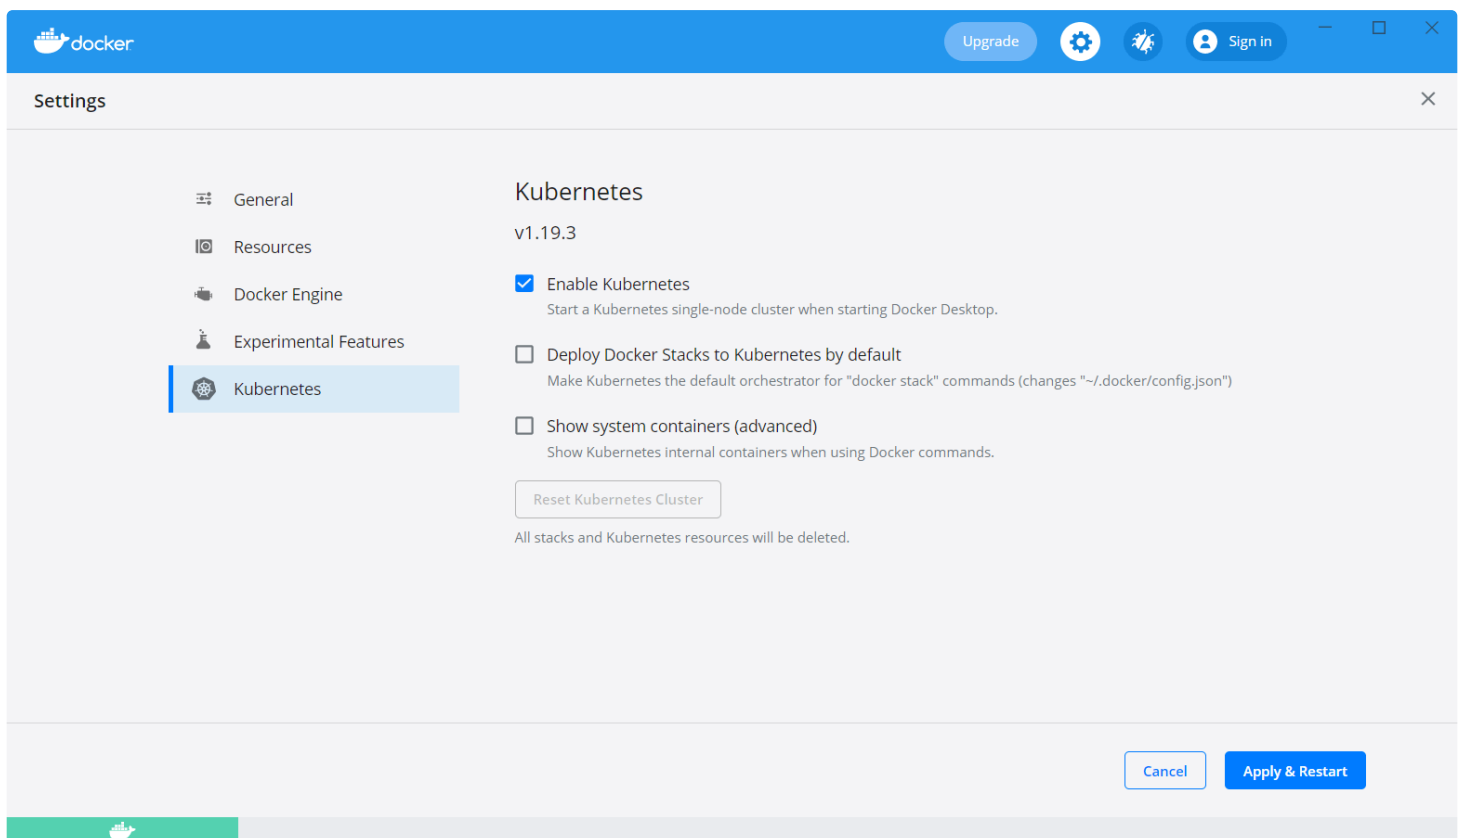 docker
Upgrade
Sign in
Settings
General
Resources
Docker Engine
Experimental Features
Kubernetes
Kubernetes
v1.19.3
Enable Kubernetes
Start a Kubernetes single-node cluster when starting Docker Desktop.
Deploy Docker Stacks to Kubernetes by default
Make Kubernetes the default orchestrator for "docker stack" commands (changes "~/.docker/config.json")
Show system containers (advanced)
Show Kubernetes internal containers when using Docker commands.
Reset Kubernetes Cluster
All stacks and Kubernetes resources will be deleted.
Cancel
Apply & Restart